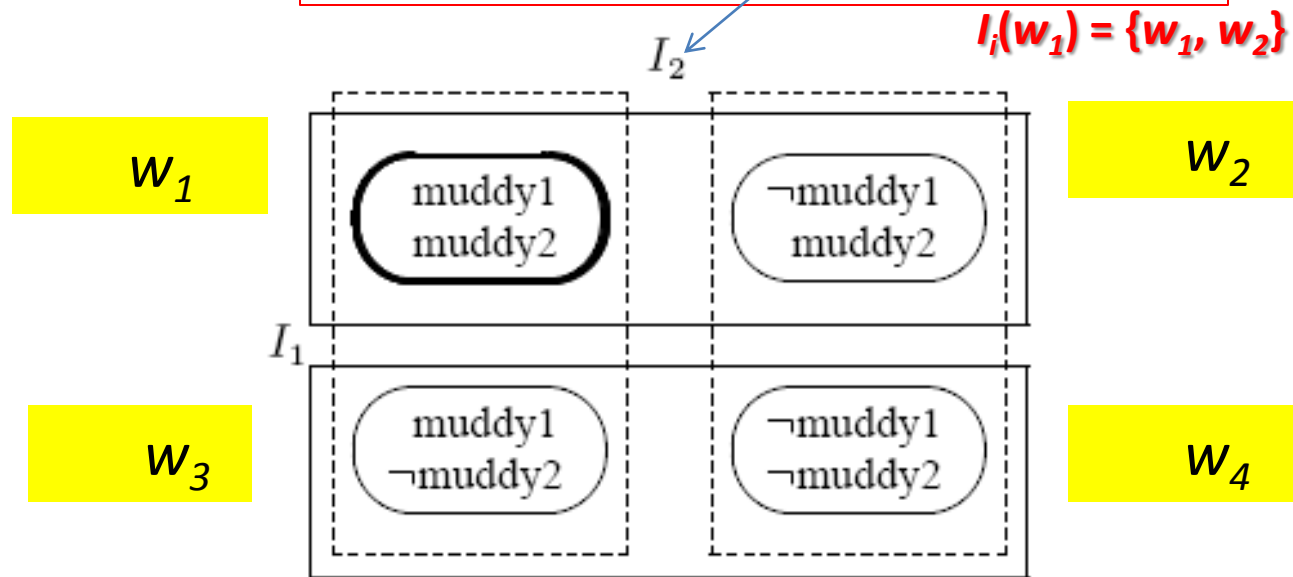 Iᵢ(w₁) = {w₁, w₂}
I₂
w₁
w₂
muddy1
muddy2
¬muddy1
muddy2
I₁
w₃
w₄
muddy1
¬muddy2
¬muddy1
¬muddy2